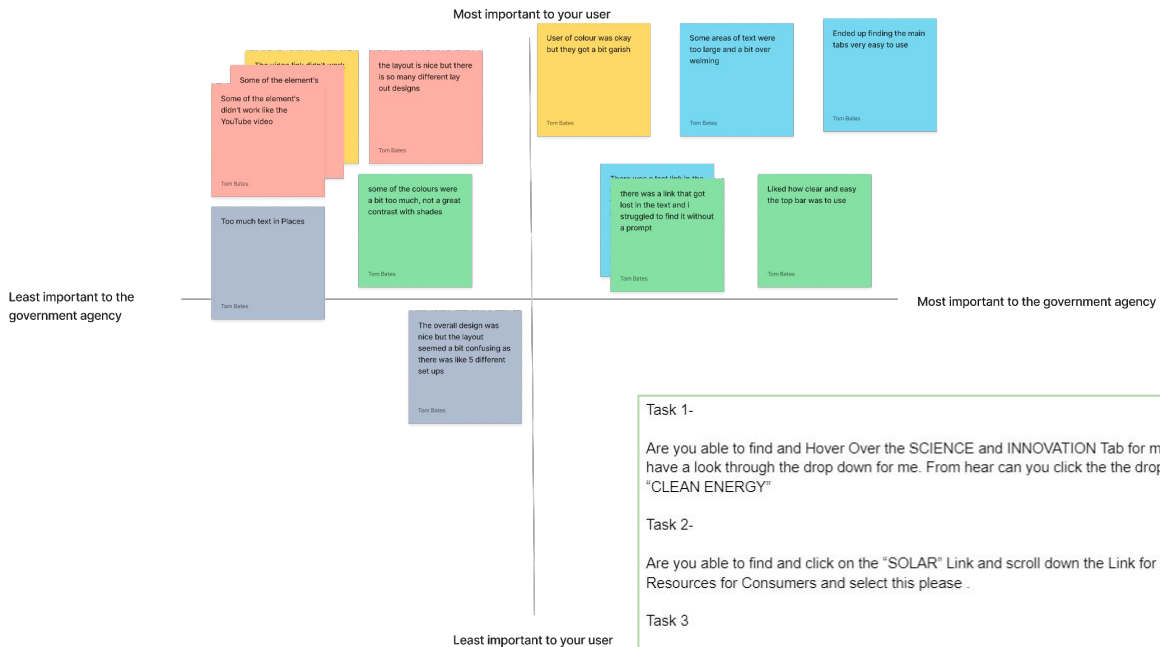 Most important to your user
The video link didn't work
Some of the element's
Some of the element's
didn't work like the
YouTube video
Tom Bates
the layout is nice but there
is so many different lay
out designs
Tom Bates
User of colour was okay
but they got a bit garish
Tom Bates
Some areas of text were
too large and a bit over
welming
Tom Bates
Ended up finding the main
tabs very easy to use
Tom Bates
Too much text in Places
Tom Bates
some of the colours were
a bit too much, not a great
contrast with shades
Tom Bates
There was a text link in the
there was a link that got
lost in the text and i
struggled to find it without
a prompt
Tom Bates
Liked how clear and easy
the top bar was to use
Tom Bates
Least important to the
government agency
Most important to the government agency
The overall design was
nice but the layout
seemed a bit confusing as
there was like 5 different
set ups
Tom Bates
Task 1-
Are you able to find and Hover Over the SCIENCE and INNOVATION Tab for
have a look through the drop down for me. From hear can you click the the
“CLEAN ENERGY”
Task 2-
Are you able to find and click on the “SOLAR” Link and scroll down the Link for
Resources for Consumers and select this please .
Task 3
Least important to your user